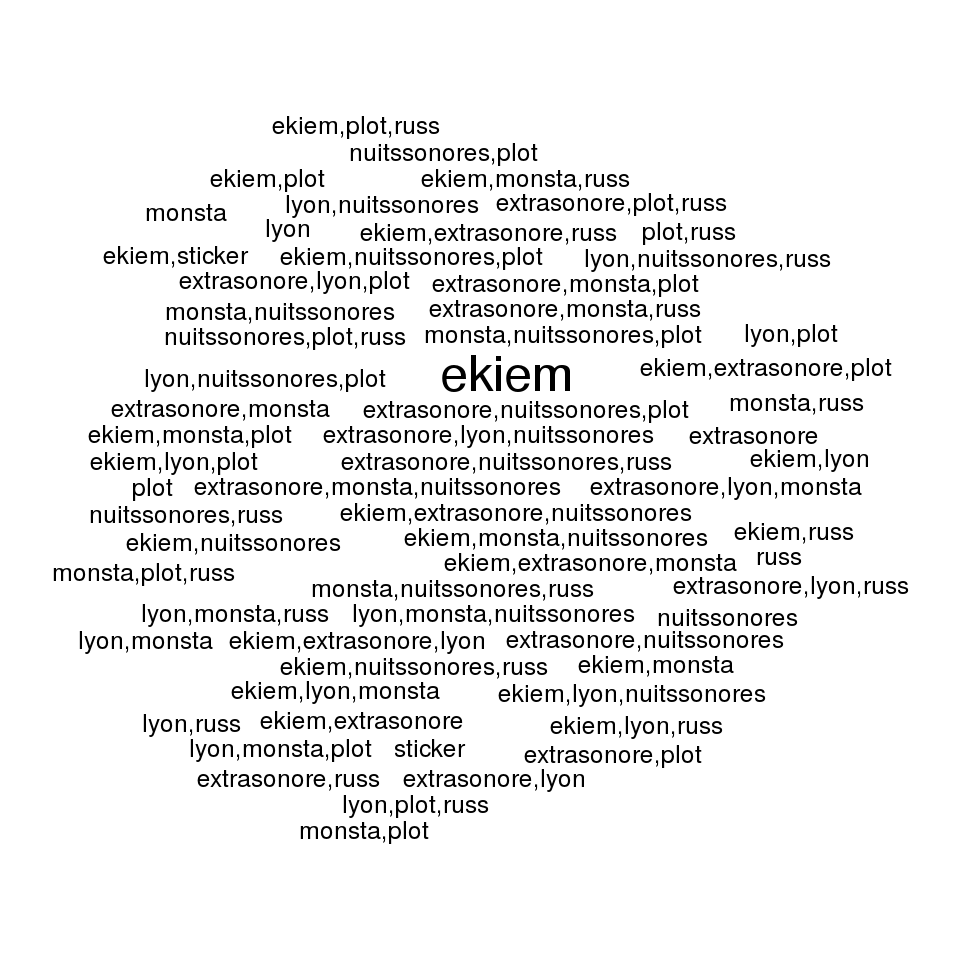 ekiem,plot,russ
nuitssonores,plot
ekiem,plot ekiem,monsta,russ
lyon,nuitssonores extrasonore,plot,russ
monsta
lyon ekiem,extrasonore,russ plot,russ
ekiem,sticker ekiem,nuitssonores,plot lyon,nuitssonores,russ
extrasonore,lyon,plot extrasonore,monsta,plot
monsta,nuitssonores extrasonore,monsta,russ
nuitssonores,plot,russ monsta,nuitssonores,plot lyon,plot
lyon,nuitssonores,plot ekiem ekiem,extrasonore,plot
extrasonore,monsta extrasonore,nuitssonores,plot monsta,russ
ekiem,monsta,plot extrasonore,lyon,nuitssonores extrasonore
ekiem,lyon,plot extrasonore,nuitssonores,russ ekiem,lyon
plot extrasonore,monsta,nuitssonores extrasonore,lyon,monsta
nuitssonores,russ ekiem,extrasonore,nuitssonores
ekiem,nuitssonores ekiem,monsta,nuitssonores ekiem,russ
monsta,plot,russ ekiem,extrasonore,monsta russ
monsta,nuitssonores,russ extrasonore,lyon,russ
lyon,monsta,russ lyon,monsta,nuitssonores nuitssonores
lyon,monsta ekiem,extrasonore,lyon extrasonore,nuitssonores
ekiem,nuitssonores,russ ekiem,monsta
ekiem,lyon,monsta ekiem,lyon,nuitssonores
lyon,russ ekiem,extrasonore ekiem,lyon,russ
lyon,monsta,plot sticker extrasonore,plot
extrasonore,russ extrasonore,lyon
lyon,plot,russ
monsta,plot